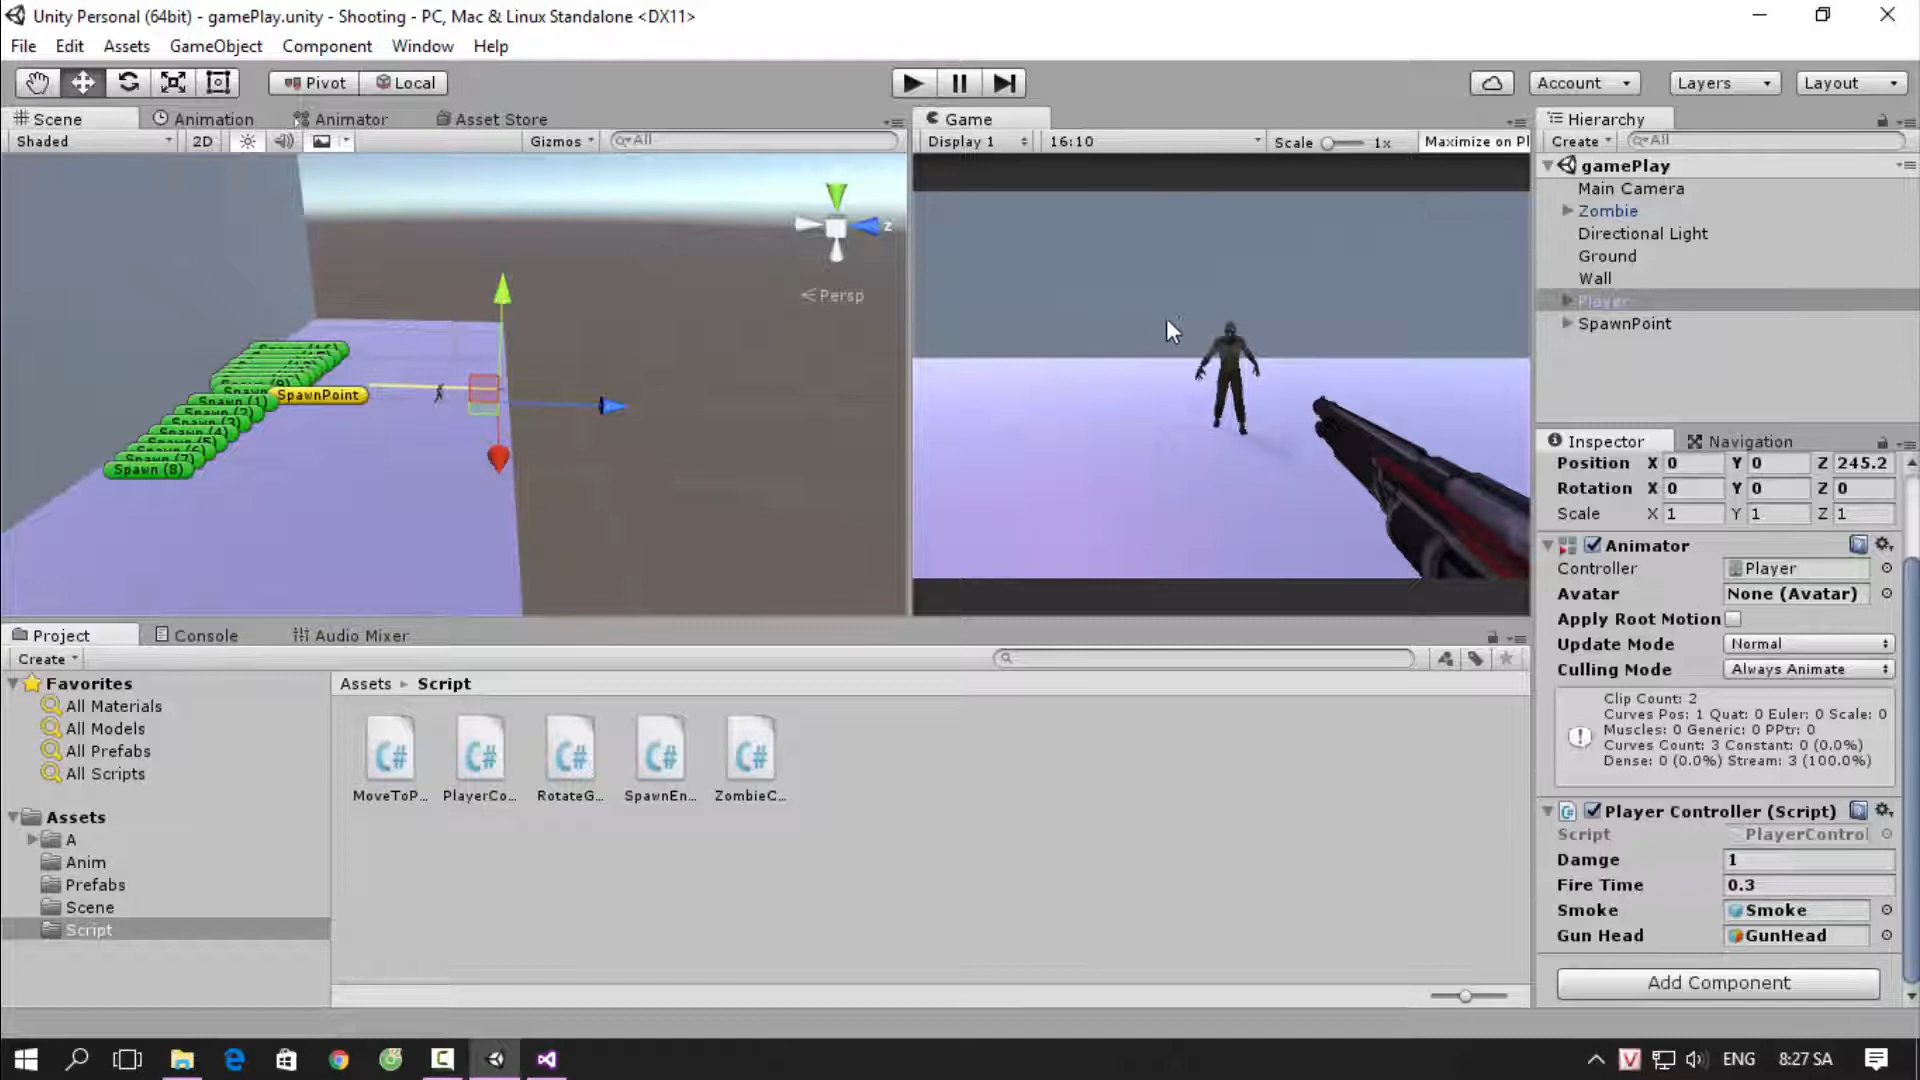 Unity Personal (64bit) - gamePlay.unity - Shooting - PC, Mac & Linux Standalone <DX11>
File Edit Assets GameObject Component Window Help
Pivot Local Account Layers Layout
Scene Animation Animator Asset Store Game Hierarchy
Shaded 2D Gizmos All Display 1 16:10 Scale 1x Maximize on Pl Create All
gamePlay
Main Camera
Zombie
Directional Light
Ground
Wall
Player
SpawnPoint
z
Persp
SpawnPoint
Spawn (1)
Spawn (2)
Spawn (3)
Spawn (4)
Spawn (5)
Spawn (6)
Spawn (7)
Spawn (8)
Inspector Navigation
Position X 0 Y 0 Z 245.2
Rotation X 0 Y 0 Z 0
Scale X 1 Y 1 Z 1
Animator
Controller Player
Avatar None (Avatar)
Apply Root Motion
Update Mode Normal
Culling Mode Always Animate
Clip Count: 2
Curves Pos: 1 Quat: 0 Euler: 0 Scale: 0
Muscles: 0 Generic: 0 PPtr: 0
Curves Count: 3 Constant: 0 (0.0%)
Dense: 0 (0.0%) Stream: 3 (100.0%)
Player Controller (Script)
Script PlayerControl
Damge 1
Fire Time 0.3
Smoke Smoke
Gun Head GunHead
Add Component
Project Console Audio Mixer
Create
Favorites
All Materials
All Models
All Prefabs
All Scripts
Assets
A
Anim
Prefabs
Scene
Script
Assets Script
MoveToP... PlayerCo... RotateG... SpawnEn... ZombieC...
ENG 8:27 SA